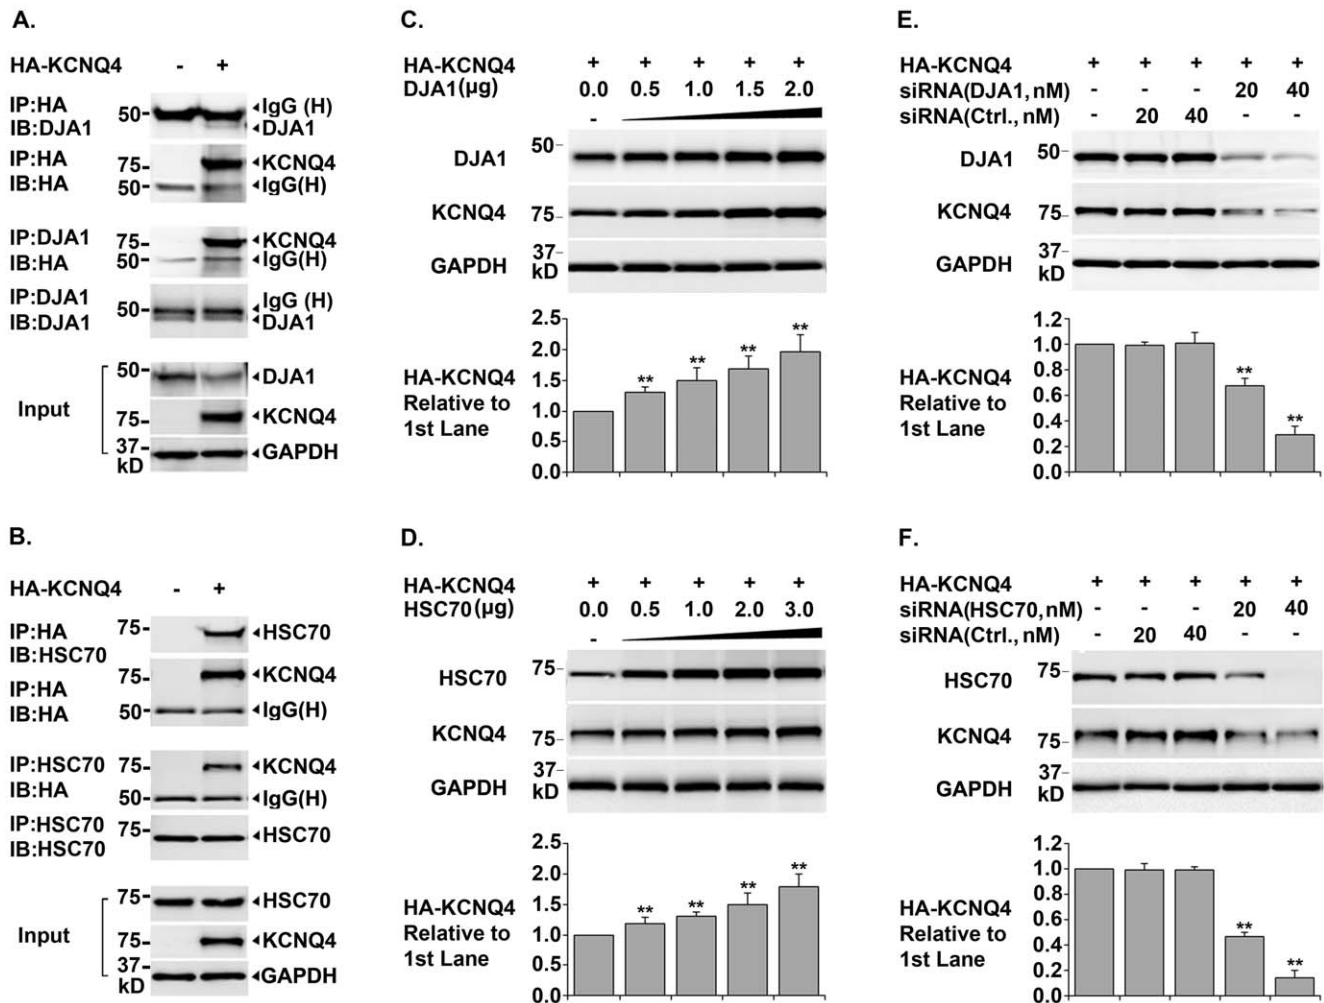 A.
HA-KCNQ4 - +
IP:HA
IB:DJA1
50-
IgG (H)
DJA1
IP:HA
IB:HA
75-
50-
KCNQ4
IgG(H)
IP:DJA1
IB:HA
75-
50-
KCNQ4
IgG(H)
IP:DJA1
IB:DJA1
50-
IgG (H)
DJA1
Input
50-
DJA1
75-
KCNQ4
37-
kD
GAPDH
B.
HA-KCNQ4 - +
IP:HA
IB:HSC70
75-
HSC70
IP:HA
IB:HA
75-
50-
KCNQ4
IgG(H)
IP:HSC70
IB:HA
75-
50-
KCNQ4
IgG(H)
IP:HSC70
IB:HSC70
75-
HSC70
Input
75-
HSC70
75-
KCNQ4
37-
kD
GAPDH
C.
HA-KCNQ4 + + + + +
DJA1(μg) 0.0 0.5 1.0 1.5 2.0
-
DJA1 50-
KCNQ4 75-
37-
GAPDH kD
2.5
2.0
1.5
1.0
0.5
0.0
HA-KCNQ4
Relative to
1st Lane
** ** ** **
D.
HA-KCNQ4 + + + + +
HSC70(μg) 0.0 0.5 1.0 2.0 3.0
-
HSC70 75-
KCNQ4 75-
37-
GAPDH kD
2.5
2.0
1.5
1.0
0.5
0.0
HA-KCNQ4
Relative to
1st Lane
** ** ** **
E.
HA-KCNQ4 + + + + +
siRNA(DJA1,nM) - - - 20 40
siRNA(Ctrl.,nM) - 20 40 - -
DJA1 50-
KCNQ4 75-
37-
GAPDH kD
1.2
1.0
0.8
0.6
0.4
0.2
0.0
HA-KCNQ4
Relative to
1st Lane
** **
F.
HA-KCNQ4 + + + + +
siRNA(HSC70,nM) - - - 20 40
siRNA(Ctrl.,nM) - 20 40 - -
HSC70 75-
KCNQ4 75-
37-
GAPDH kD
1.2
1.0
0.8
0.6
0.4
0.2
0.0
HA-KCNQ4
Relative to
1st Lane
** **